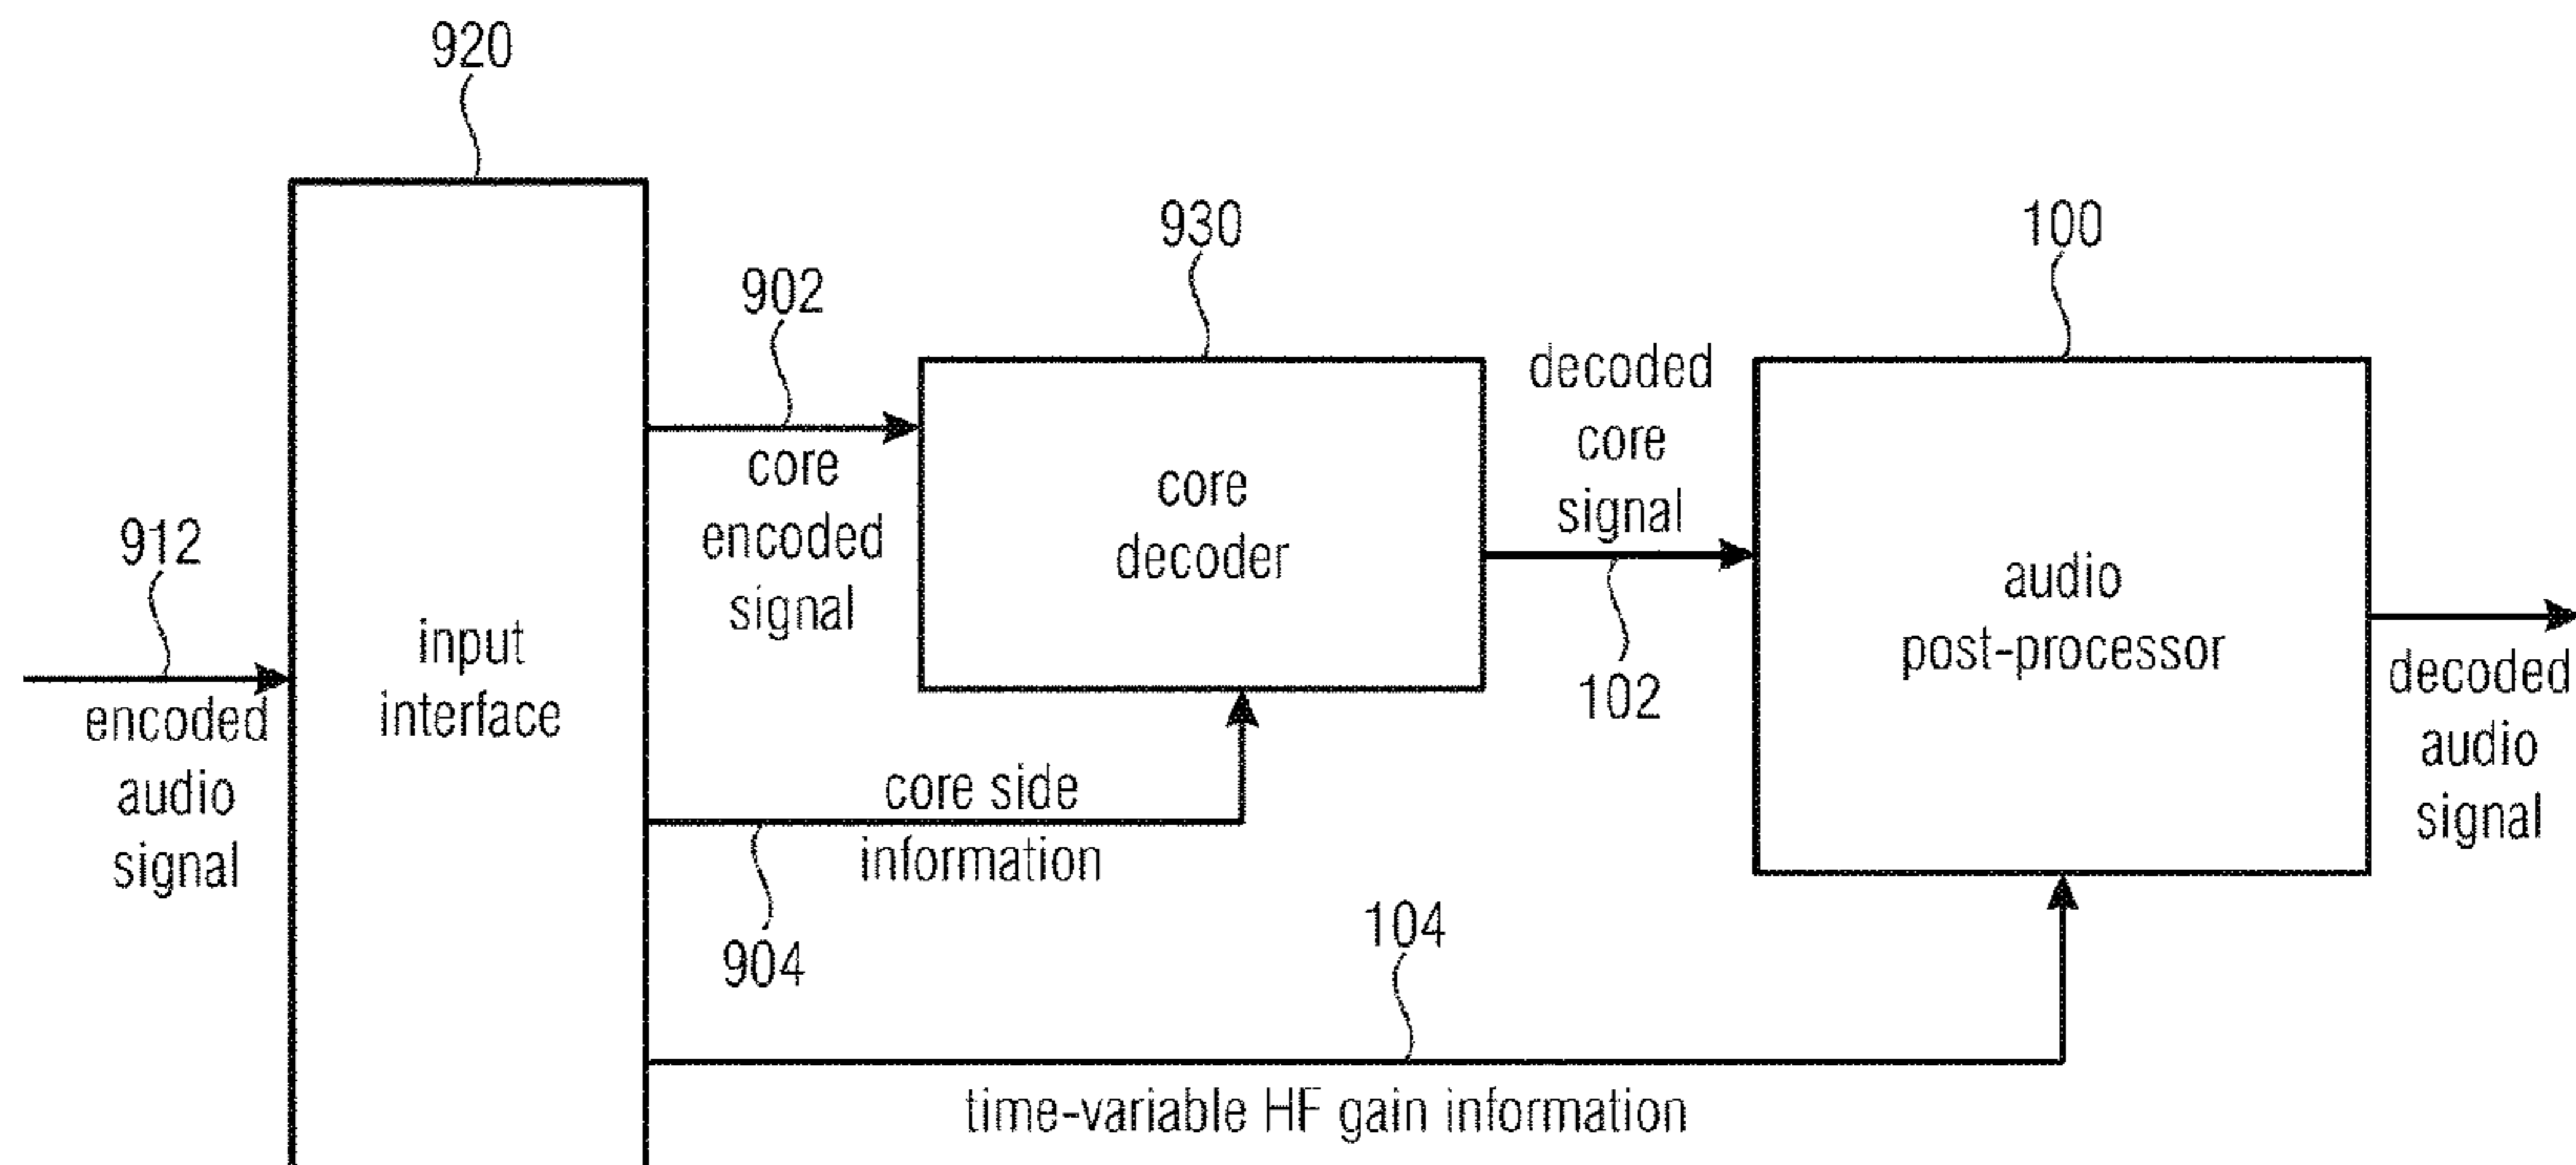 920
930
100
902
decoded
core
signal
core
encoded
signal
core
decoder
912
audio
post-processor
input
interface
102
encoded
audio
signal
decoded
audio
signal
core side
information
904
104
time-variable HF gain information